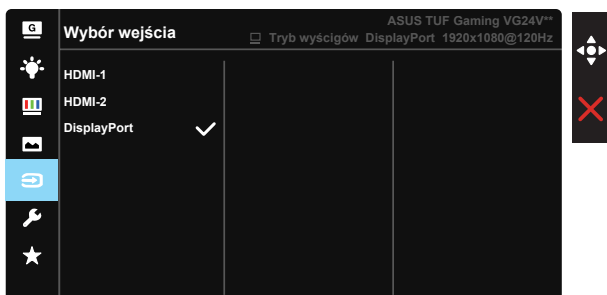 G
Wybór wejścia
ASUS TUF Gaming VG24V**
Tryb wyścigów DisplayPort 1920x1080@120Hz
HDMI-1
HDMI-2
DisplayPort